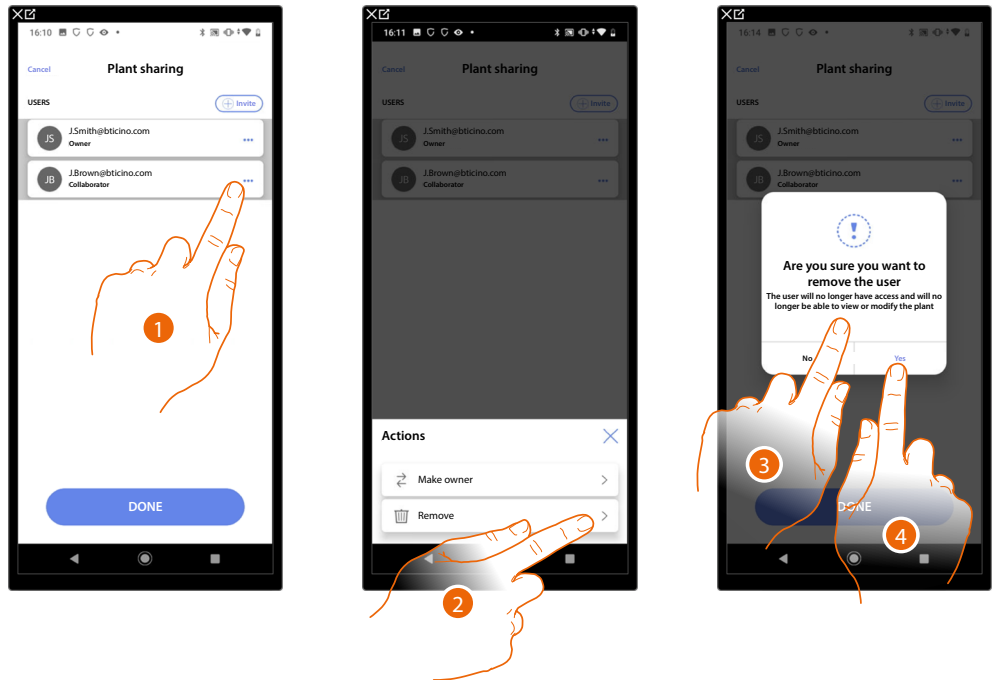 16:10
Cancel
Plant sharing
USERS
Invite
JS
J.Smith@bticino.com
Owner
JB
J.Brown@bticino.com
Collaborator
1
DONE
16:11
Cancel
Plant sharing
USERS
Invite
JS
J.Smith@bticino.com
Owner
JB
J.Brown@bticino.com
Collaborator
Actions
Make owner
Remove
2
16:14
Cancel
Plant sharing
USERS
Invite
JS
J.Smith@bticino.com
Owner
JB
J.Brown@bticino.com
Collaborator
Are you sure you want to
remove the user
The user will no longer have access and will no
longer be able to view or modify the plant
No
Yes
3
DONE
4